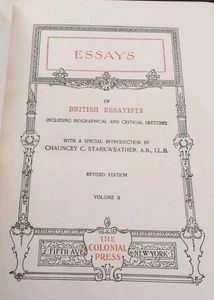 ESSAYS
OF
BRITISH ESSAYISTS
INCLUDING BIOGRAPHICAL AND CRITICAL SKETCHES
WITH A SPECIAL INTRODUCTION BY
CHAUNCEY C. STARKWEATHER, A.B., LL.B.
REVISED EDITION
VOLUME II
THE
COLONIAL
PRESS
FIFTH AVE
NEW YORK